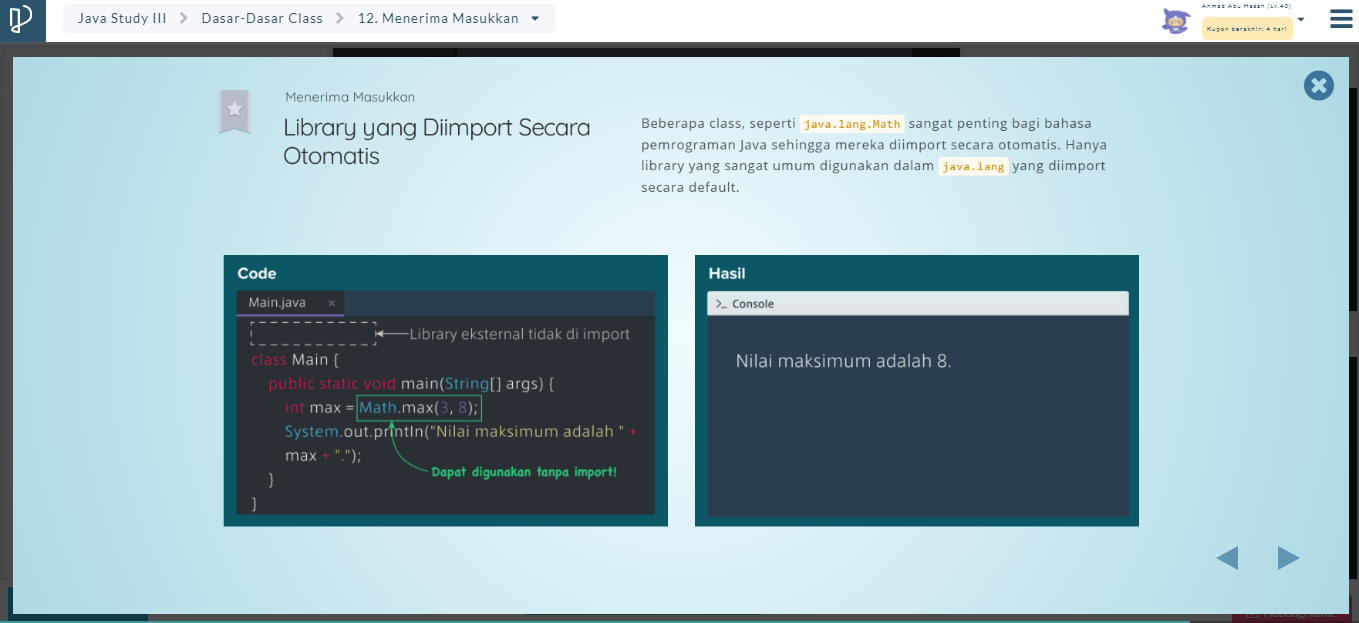 Java Study III
Dasar-Dasar Class
12. Menerima Masukkan
Ahmad Abu Hasan (Lv.40)
Kupon berakhir: 4 hari
Menerima Masukkan
Library yang Diimport Secara
Otomatis
Beberapa class, seperti java.lang.Math sangat penting bagi bahasa
pemrograman Java sehingga mereka diimport secara otomatis. Hanya
library yang sangat umum digunakan dalam java.lang yang diimport
secara default.
Code
Main.java ×
Library eksternal tidak di import
class Main {
public static void main(String[] args) {
int max = Math.max(3, 8);
System.out.println("Nilai maksimum adalah " +
max + ".");
Dapat digunakan tanpa import!
}
}
Hasil
>_ Console
Nilai maksimum adalah 8.